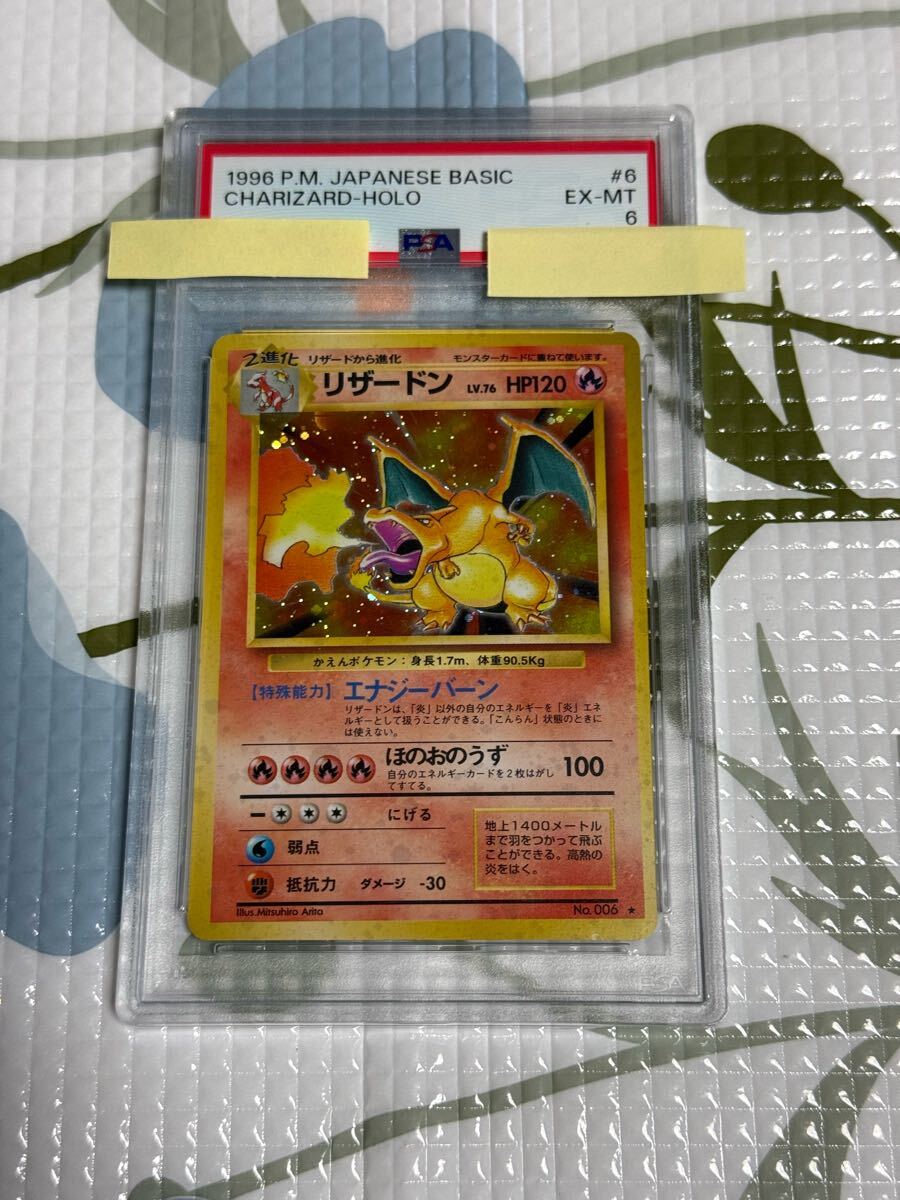 1996 P.M. JAPANESE BASIC #6
CHARIZARD-HOLO EX-MT
6
PSA
2進化 リザードから進化 モンスターカードに重ねて使います。
リザードン LV.76 HP120
かえんポケモン：身長1.7m、体重90.5Kg
【特殊能力】エナジーバーン
リザードンは、「炎」以外の自分のエネルギーを「炎」エネ
ルギーとして扱うことができる。「こんらん」状態のときに
は使えない。
ほのおのうず 100
自分のエネルギーカードを2枚はがし
てすてる。
ー にげる
弱点
抵抗力 ダメージ -30
地上1400メートル
まで羽をつかって飛ぶ
ことができる。高熱の
炎をはく。
Illus.Mitsuhiro Arita No.006 ★
PSA